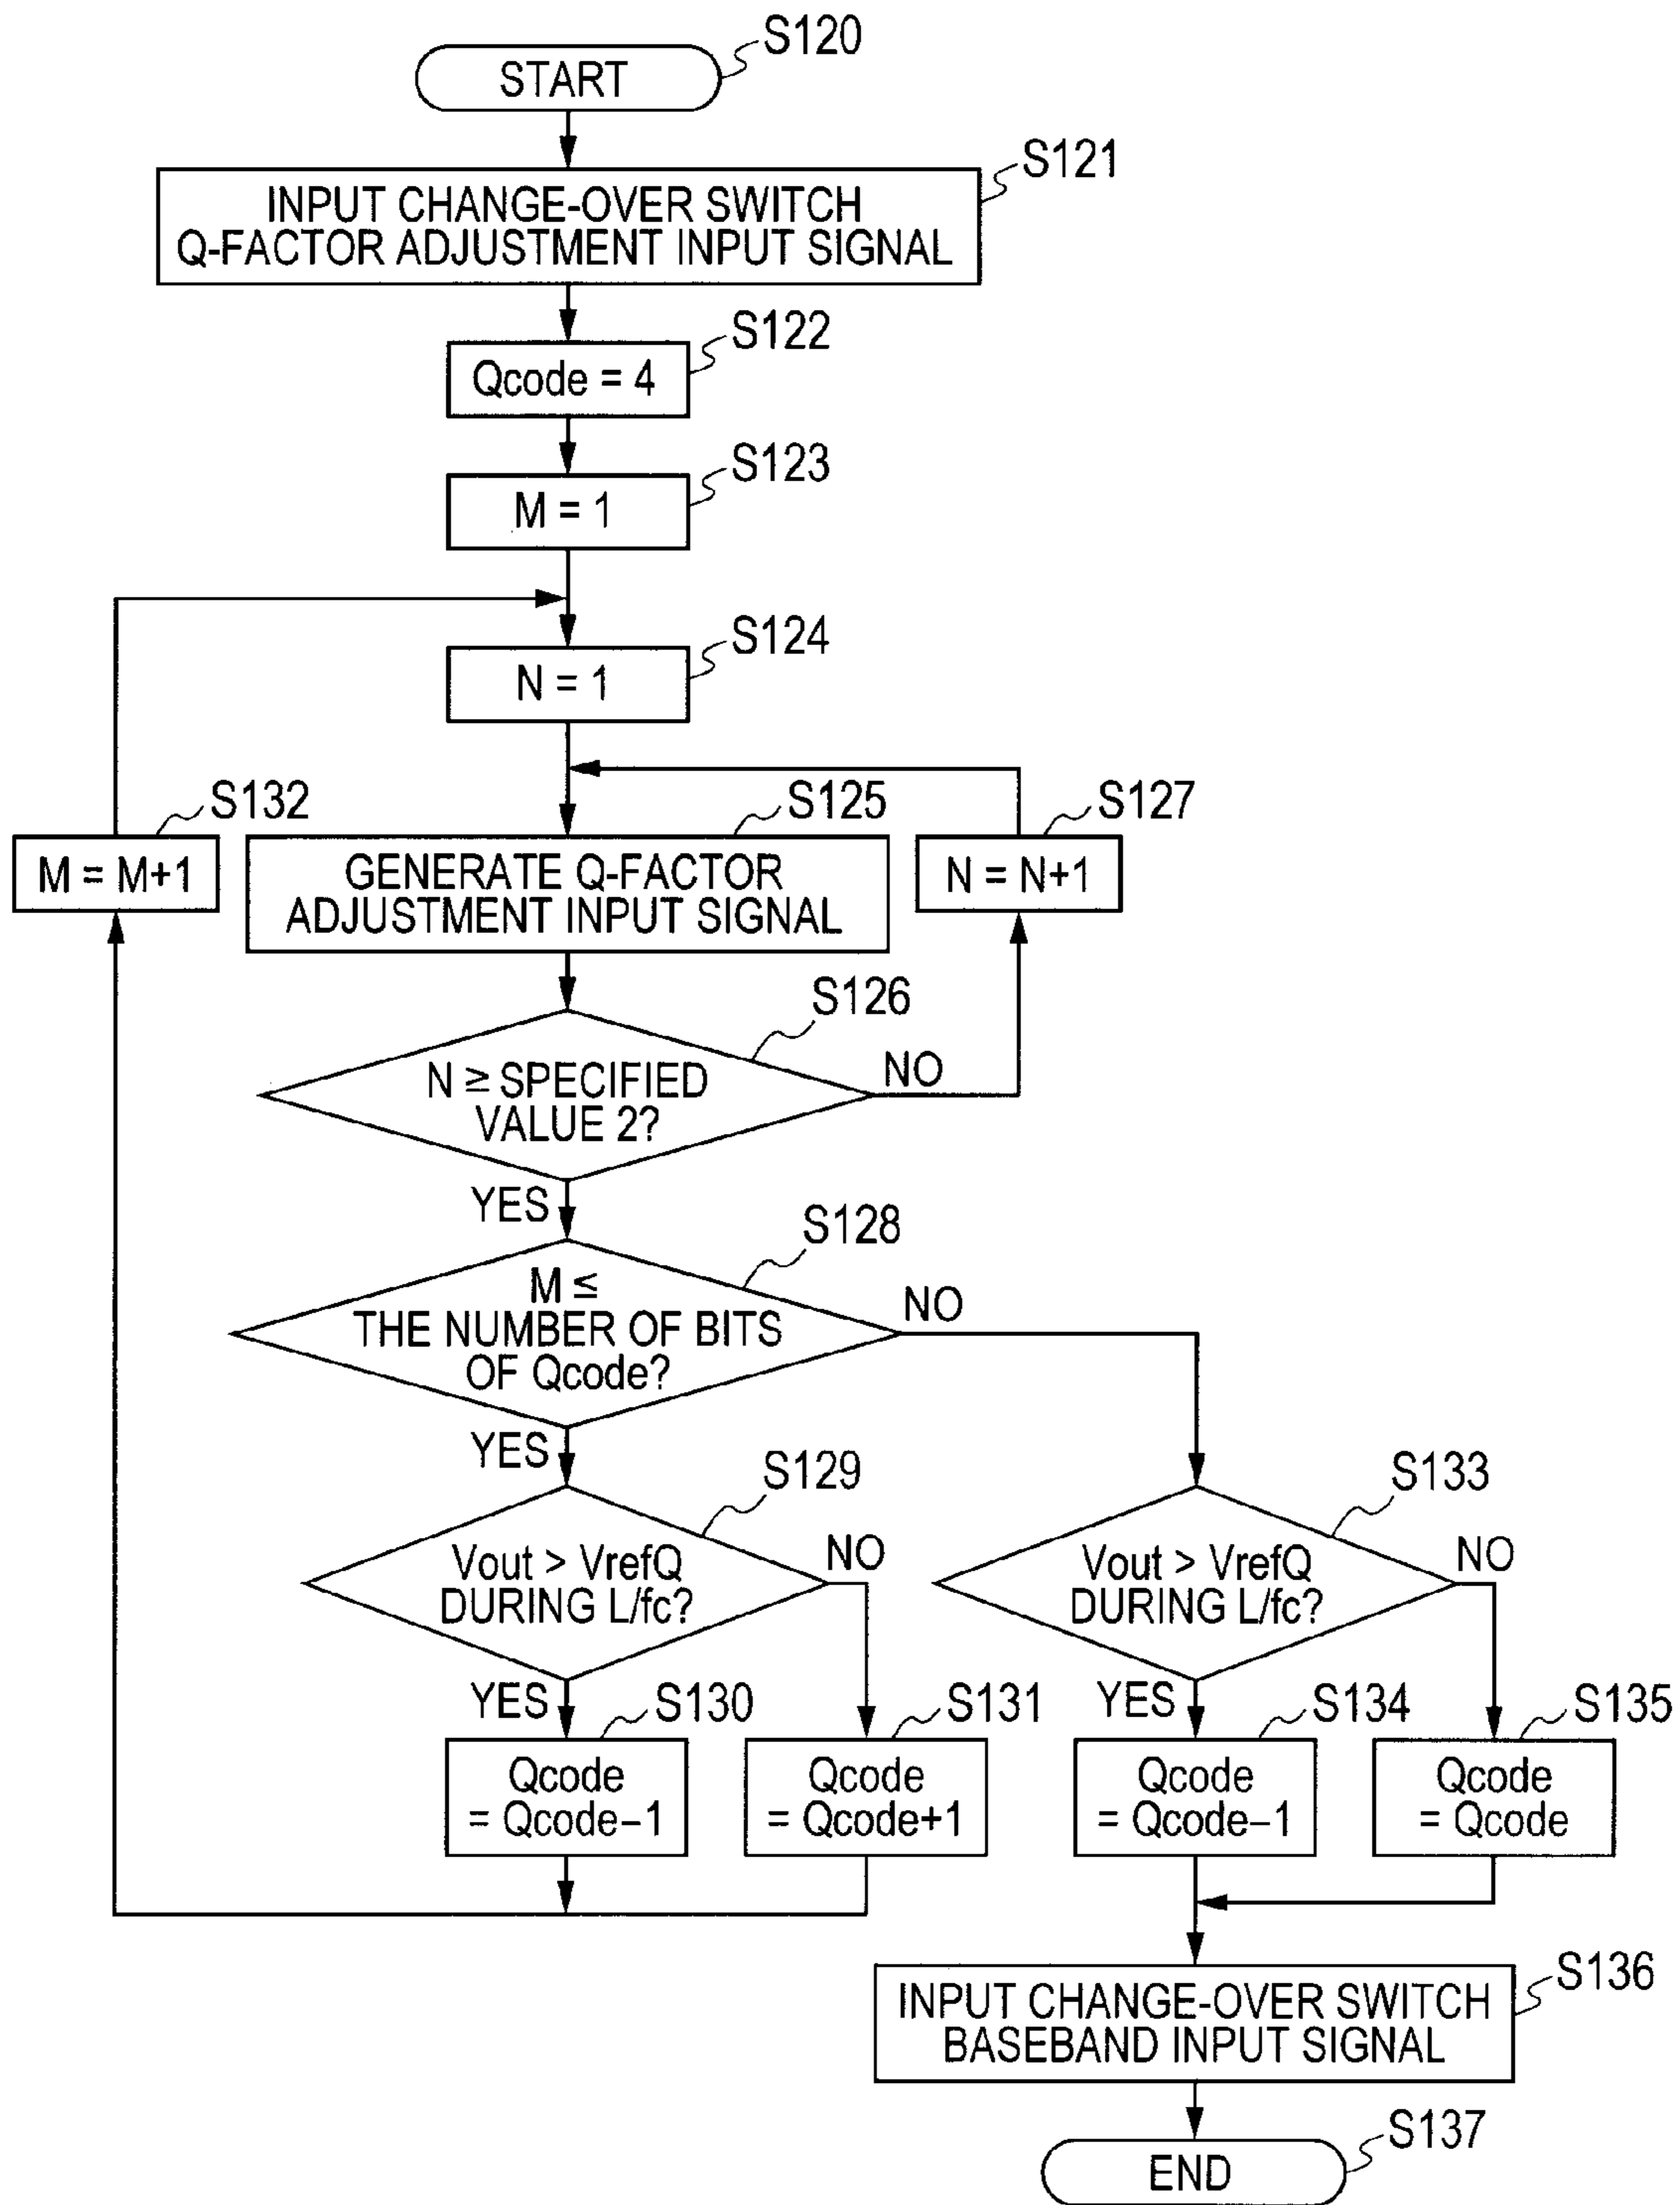 START
S120
INPUT CHANGE-OVER SWITCH
Q-FACTOR ADJUSTMENT INPUT SIGNAL
S121
Qcode = 4
S122
M = 1
S123
N = 1
S124
S132
M = M+1
S125
GENERATE Q-FACTOR
ADJUSTMENT INPUT SIGNAL
S127
N = N+1
S126
N ≥ SPECIFIED
VALUE 2?
NO
YES
S128
M ≤
THE NUMBER OF BITS
OF Qcode?
NO
YES
S129
Vout > VrefQ
DURING L/fc?
NO
YES
S133
Vout > VrefQ
DURING L/fc?
NO
YES
S130
Qcode
= Qcode−1
S131
Qcode
= Qcode+1
S134
Qcode
= Qcode−1
S135
Qcode
= Qcode
S136
INPUT CHANGE-OVER SWITCH
BASEBAND INPUT SIGNAL
S137
END